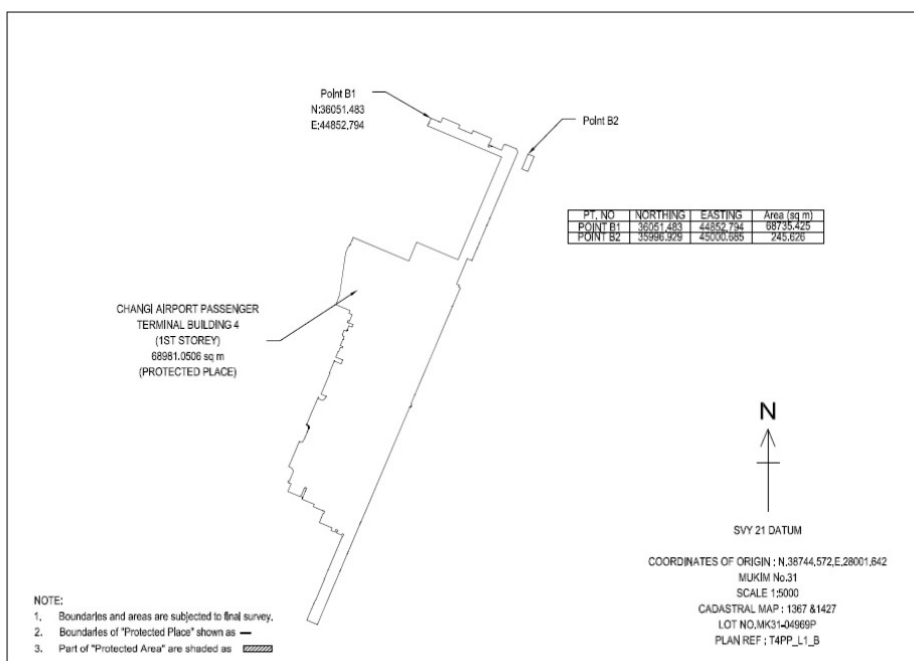 Point B1
N:36051.483
E:44852.794
Point B2
PT. NO NORTHING EASTING Area (sq m)
POINT B1 36051.483 44852.794 68735.425
POINT B2 35996.929 45000.685 245.626
CHANGI AIRPORT PASSENGER
TERMINAL BUILDING 4
(1ST STOREY)
68981.0506 sq m
(PROTECTED PLACE)
N
SVY 21 DATUM
COORDINATES OF ORIGIN : N.38744.572,E.28001.642
MUKIM No.31
SCALE 1:5000
CADASTRAL MAP : 1367 &1427
LOT NO.MK31-04969P
PLAN REF : T4PP_L1_B
NOTE:
1. Boundaries and areas are subjected to final survey.
2. Boundaries of "Protected Place" shown as
3. Part of "Protected Area" are shaded as